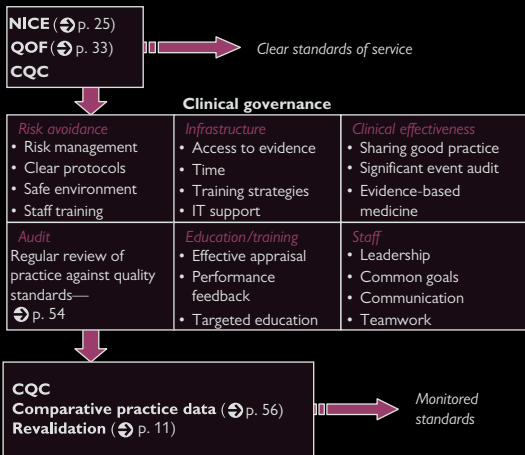 NICE (➲ p. 25)
QOF (➲ p. 33)
CQC
Clear standards of service
Clinical governance
Risk avoidance
• Risk management
• Clear protocols
• Safe environment
• Staff training
Infrastructure
• Access to evidence
• Time
• Training strategies
• IT support
Clinical effectiveness
• Sharing good practice
• Significant event audit
• Evidence-based
medicine
Audit
Regular review of
practice against quality
standards—
➲ p. 54
Education/training
• Effective appraisal
• Performance
feedback
• Targeted education
Staff
• Leadership
• Common goals
• Communication
• Teamwork
CQC
Comparative practice data (➲ p. 56)
Revalidation (➲ p. 11)
Monitored
standards